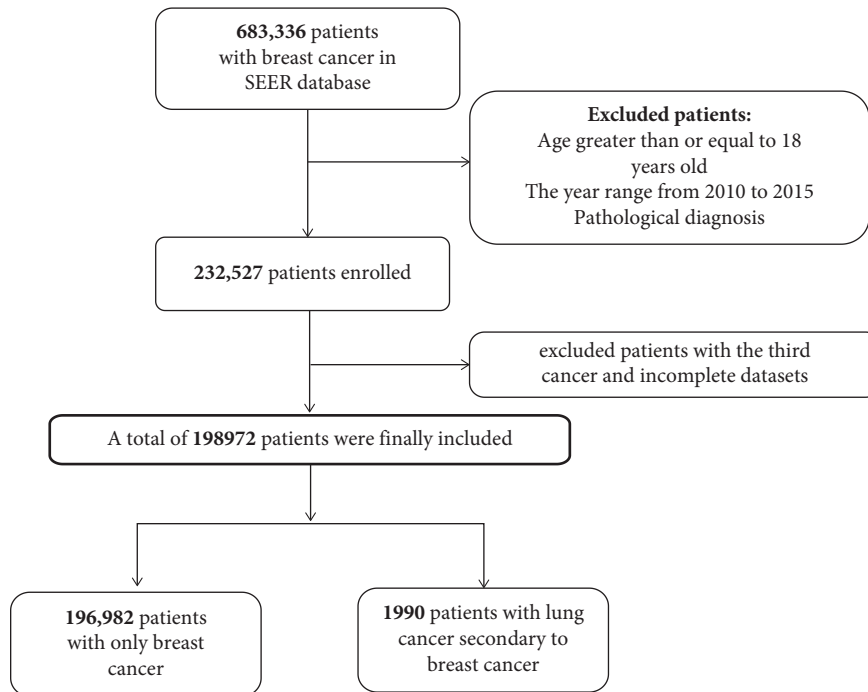 683,336 patients
with breast cancer in
SEER database
Excluded patients:
Age greater than or equal to 18
years old
The year range from 2010 to 2015
Pathological diagnosis
232,527 patients enrolled
excluded patients with the third
cancer and incomplete datasets
A total of 198972 patients were finally included
196,982 patients
with only breast
cancer
1990 patients with lung
cancer secondary to
breast cancer